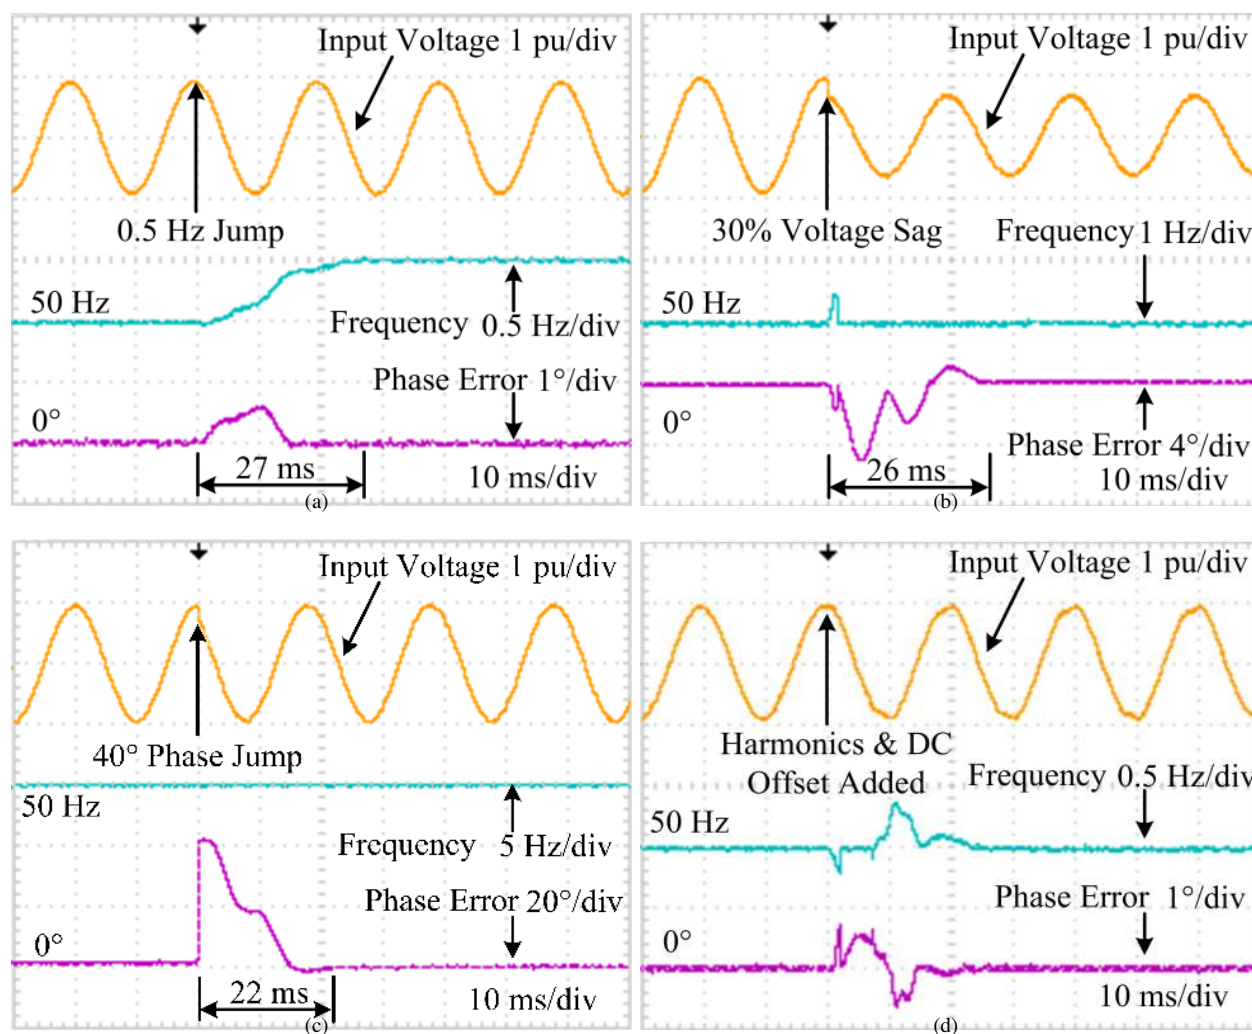 Input Voltage 1 pu/div
0.5 Hz Jump
50 Hz
Frequency 0.5 Hz/div
Phase Error 1°/div
0°
27 ms
10 ms/div
(a)
Input Voltage 1 pu/div
30% Voltage Sag
Frequency 1 Hz/div
50 Hz
0°
Phase Error 4°/div
26 ms
10 ms/div
(b)
Input Voltage 1 pu/div
40° Phase Jump
50 Hz
Frequency 5 Hz/div
Phase Error 20°/div
0°
22 ms
10 ms/div
(c)
Input Voltage 1 pu/div
Harmonics & DC
Offset Added
Frequency 0.5 Hz/div
50 Hz
Phase Error 1°/div
0°
10 ms/div
(d)